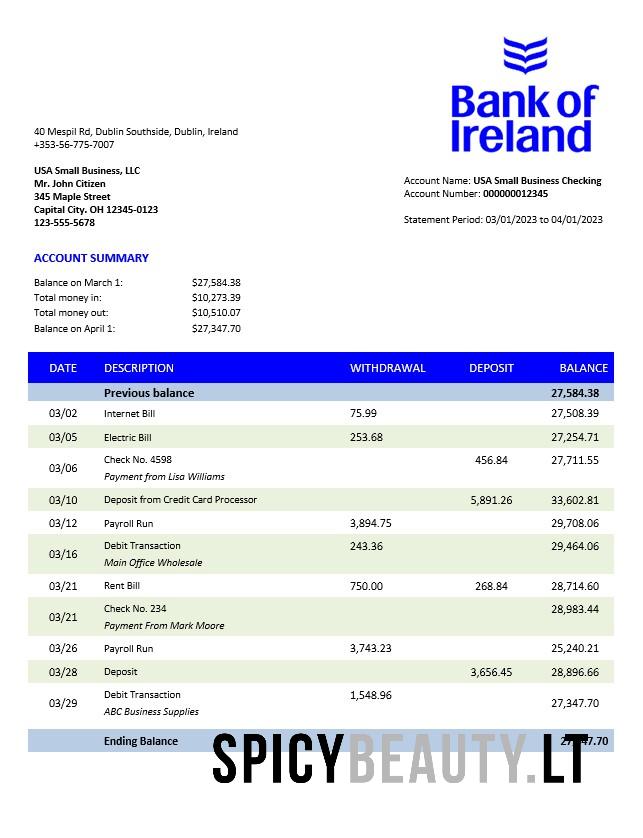 Bank of
Ireland
40 Mespil Rd, Dublin Southside, Dublin, Ireland
+353-56-775-7007
USA Small Business, LLC
Mr. John Citizen
345 Maple Street
Capital City. OH 12345-0123
123-555-5678
Account Name: USA Small Business Checking
Account Number: 000000012345
Statement Period: 03/01/2023 to 04/01/2023
ACCOUNT SUMMARY
Balance on March 1: $27,584.38
Total money in: $10,273.39
Total money out: $10,510.07
Balance on April 1: $27,347.70
DATE DESCRIPTION WITHDRAWAL DEPOSIT BALANCE
Previous balance 27,584.38
03/02 Internet Bill 75.99 27,508.39
03/05 Electric Bill 253.68 27,254.71
03/06 Check No. 4598 456.84 27,711.55
Payment from Lisa Williams
03/10 Deposit from Credit Card Processor 5,891.26 33,602.81
03/12 Payroll Run 3,894.75 29,708.06
03/16 Debit Transaction 243.36 29,464.06
Main Office Wholesale
03/21 Rent Bill 750.00 268.84 28,714.60
03/21 Check No. 234 28,983.44
Payment From Mark Moore
03/26 Payroll Run 3,743.23 25,240.21
03/28 Deposit 3,656.45 28,896.66
03/29 Debit Transaction 1,548.96 27,347.70
ABC Business Supplies
Ending Balance
SPICYBEAUTY.LT